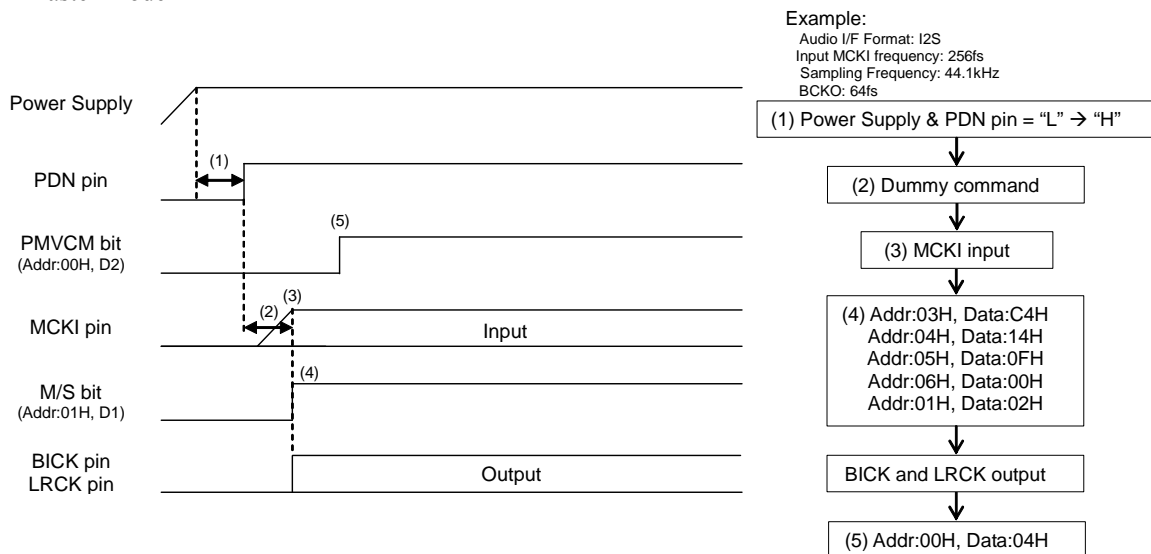 Example:
Audio I/F Format: I2S
Input MCKI frequency: 256fs
Sampling Frequency: 44.1kHz
BCKO: 64fs
Power Supply
(1)
PDN pin
(5)
PMVCM bit
(Addr:00H, D2)
(2)
(3)
MCKI pin
Input
(4)
M/S bit
(Addr:01H, D1)
BICK pin
LRCK pin
Output
(1) Power Supply & PDN pin = “L” → “H”
(2) Dummy command
(3) MCKI input
(4) Addr:03H, Data:C4H
Addr:04H, Data:14H
Addr:05H, Data:0FH
Addr:06H, Data:00H
Addr:01H, Data:02H
BICK and LRCK output
(5) Addr:00H, Data:04H